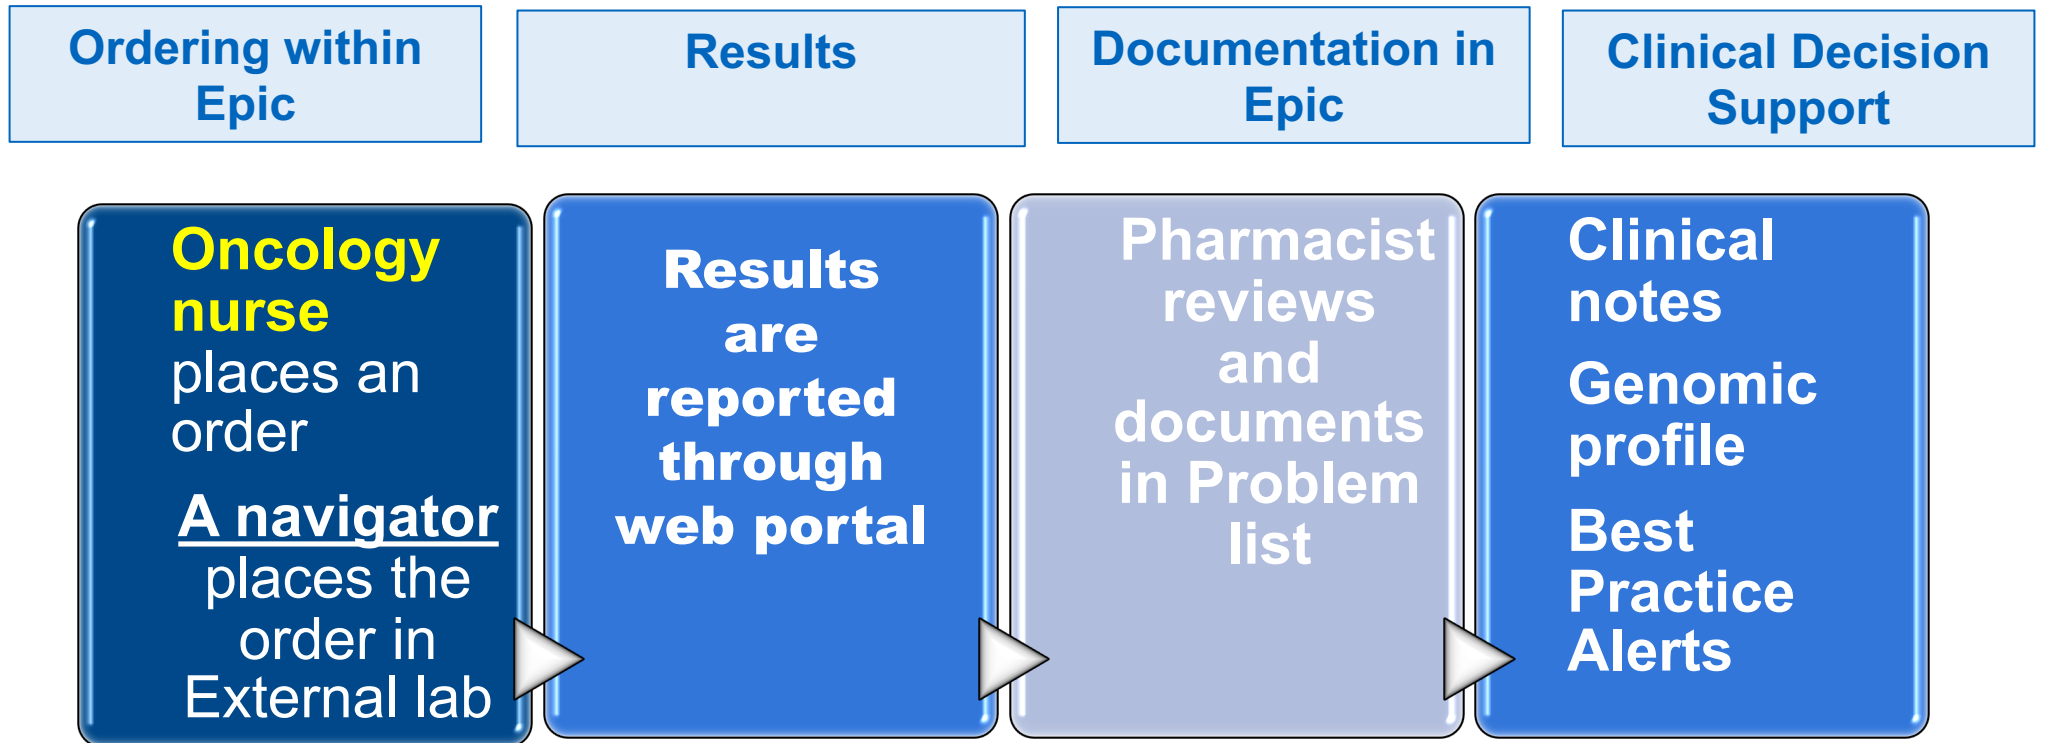 Ordering within
Epic
Results
Documentation in
Epic
Clinical Decision
Support
Oncology
nurse
places an
order
A navigator
places the
order in
External lab
Results
are
reported
through
web portal
Pharmacist
reviews
and
documents
in Problem
list
Clinical
notes
Genomic
profile
Best
Practice
Alerts